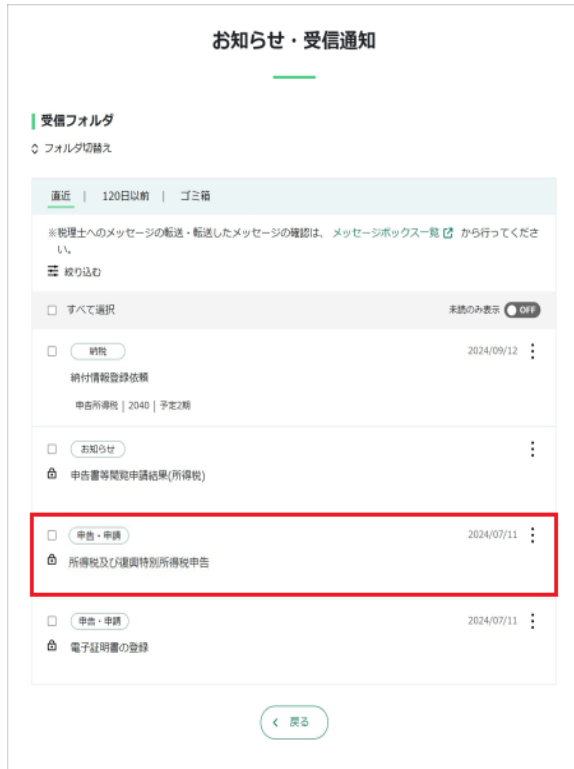 お知らせ・受信通知
受信フォルダ
フォルダ切替え
直近 | 120日以前 | ゴミ箱
※税理士へのメッセージの転送・転送したメッセージの確認は、 メッセージボックス一覧 から行ってくださ
い。
絞り込む
すべて選択 未読のみ表示 OFF
納税 2024/09/12
納付情報登録依頼
申告所得税 | 2040 | 予定2期
お知らせ
申告書等閲覧申請結果(所得税)
申告・申請 2024/07/11
所得税及び復興特別所得税申告
申告・申請 2024/07/11
電子証明書の登録
戻る